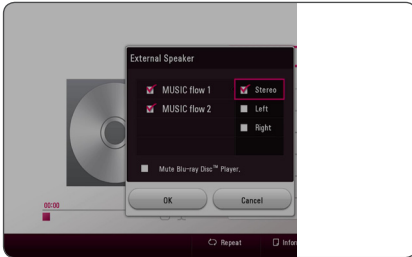 External Speaker
MUSIC flow 1
Stereo
MUSIC flow 2
Left
Right
Mute Blu-ray Disc™ Player.
OK
Cancel
00:00
Repeat